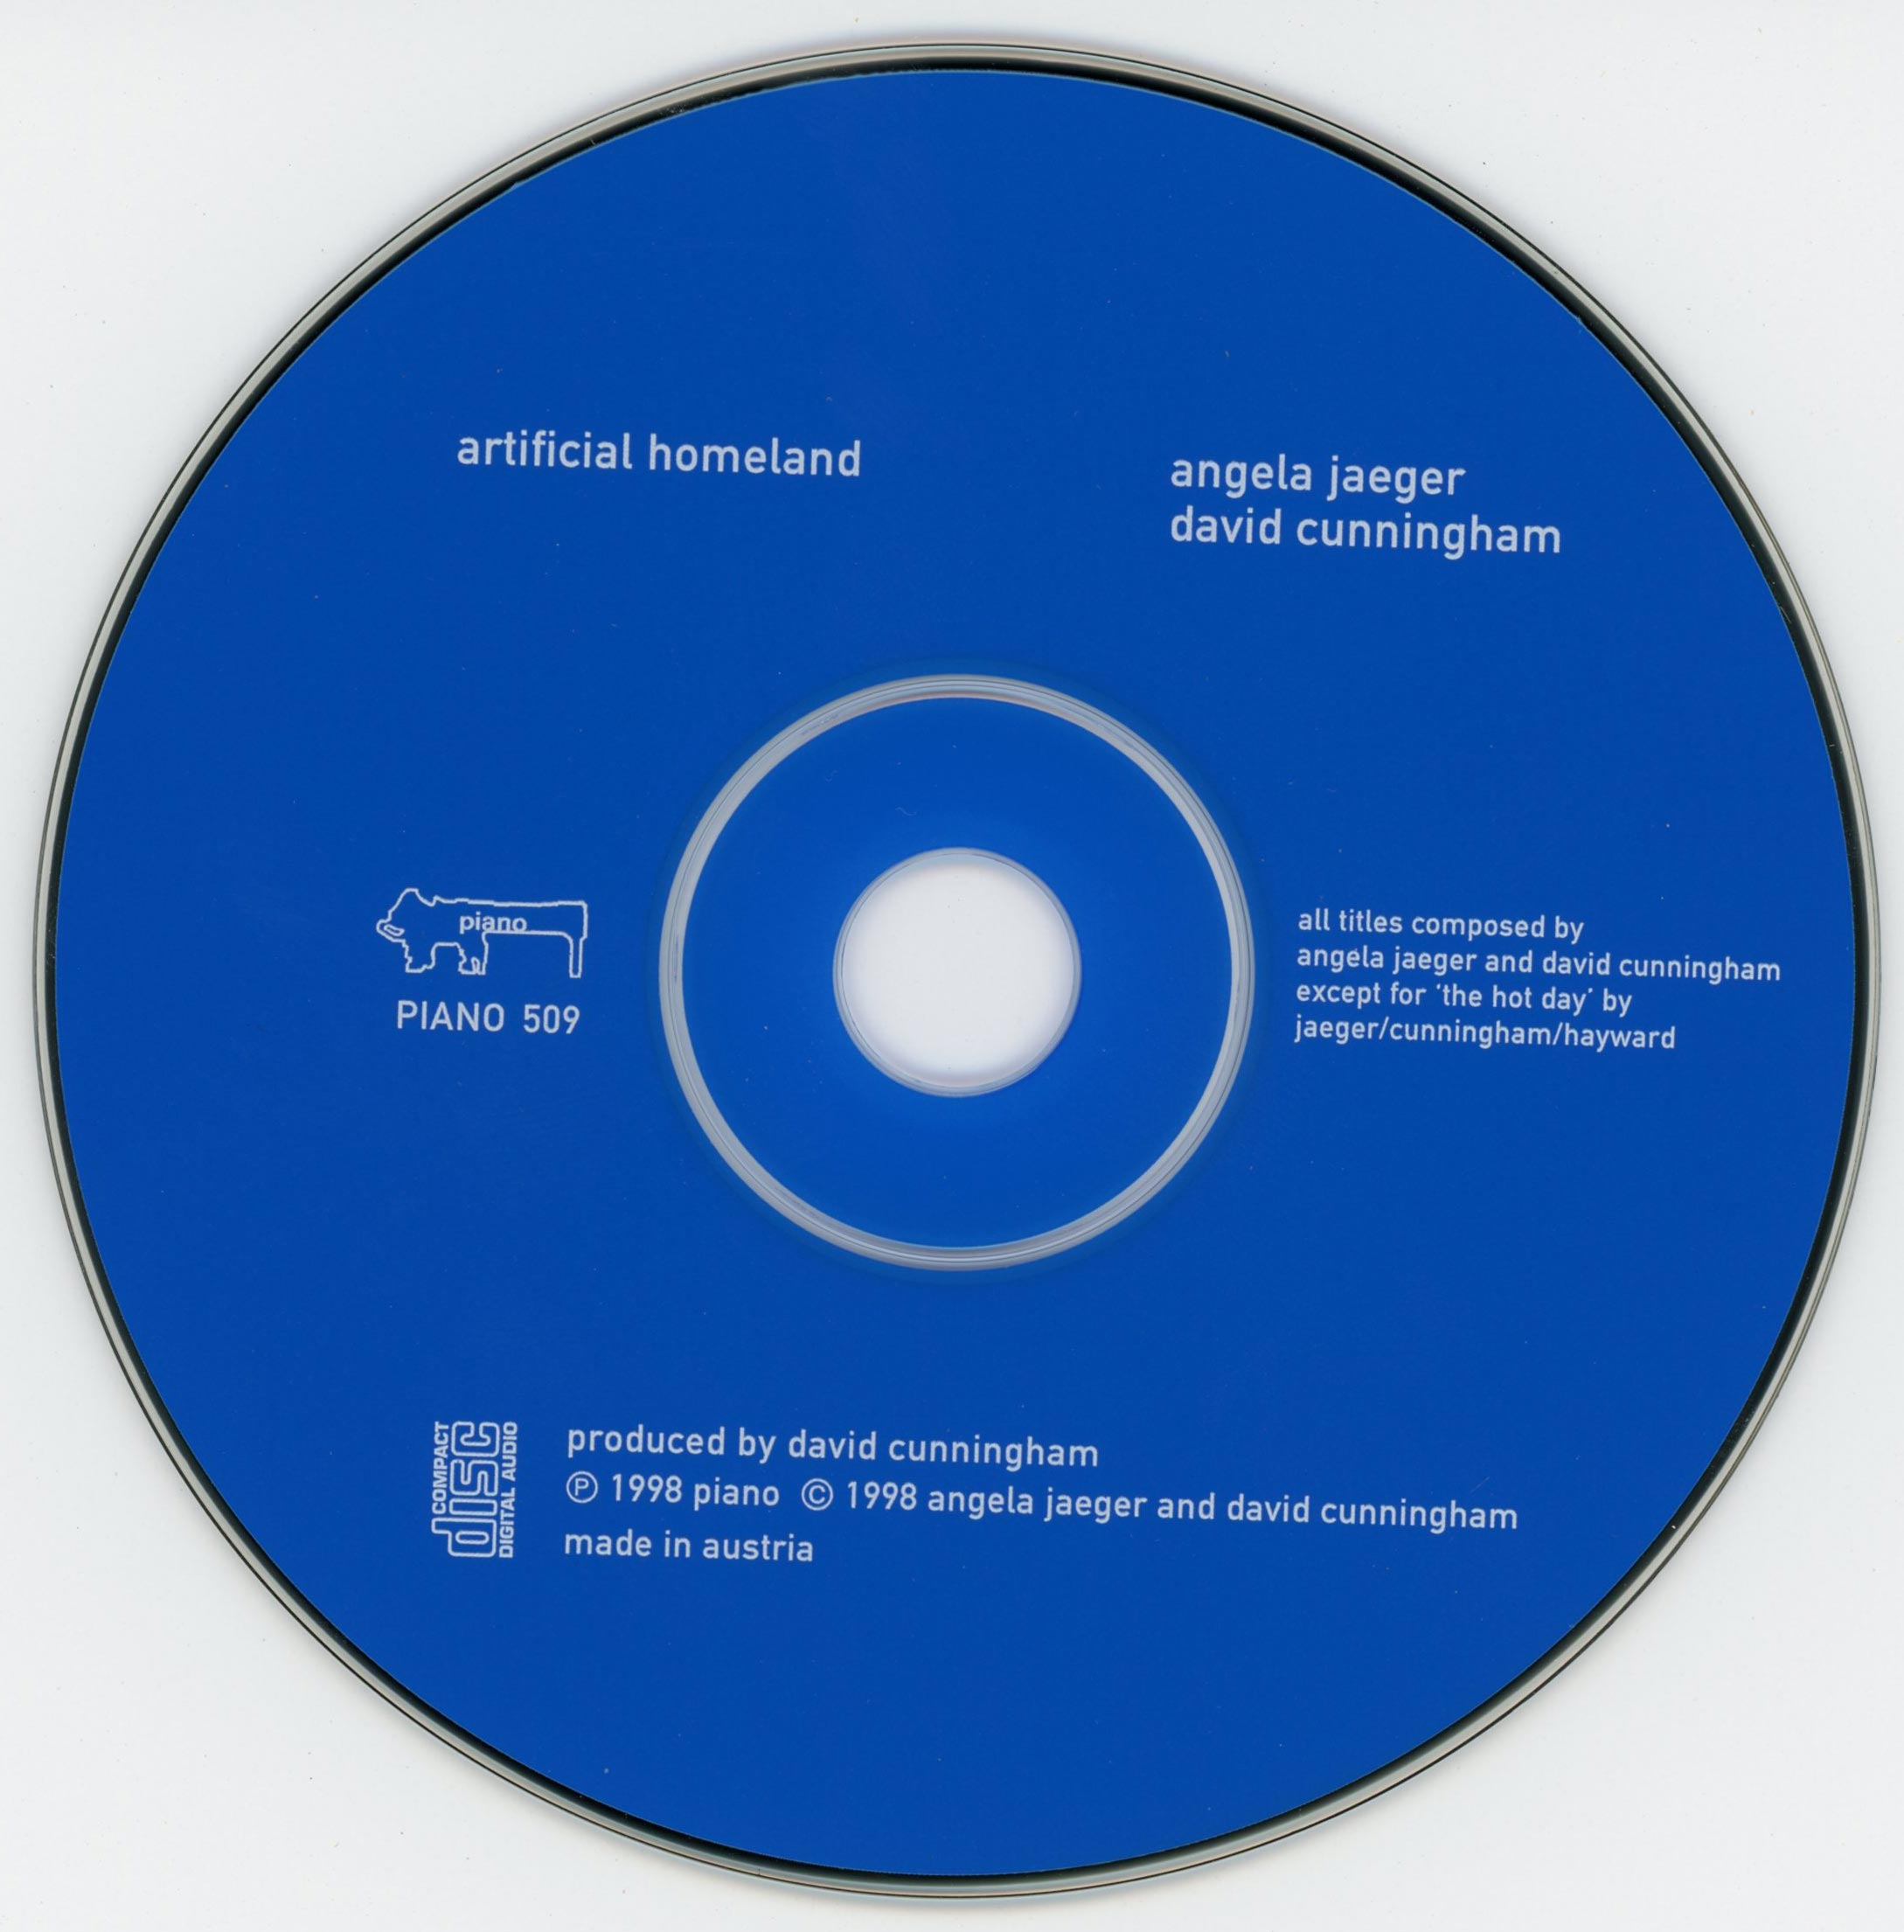 artificial homeland
angela jaeger
david cunningham
piano
PIANO 509
all titles composed by
angela jaeger and david cunningham
except for ‘the hot day’ by
jaeger/cunningham/hayward
COMPACT
disc
DIGITAL AUDIO
produced by david cunningham
Ⓟ 1998 piano © 1998 angela jaeger and david cunningham
made in austria